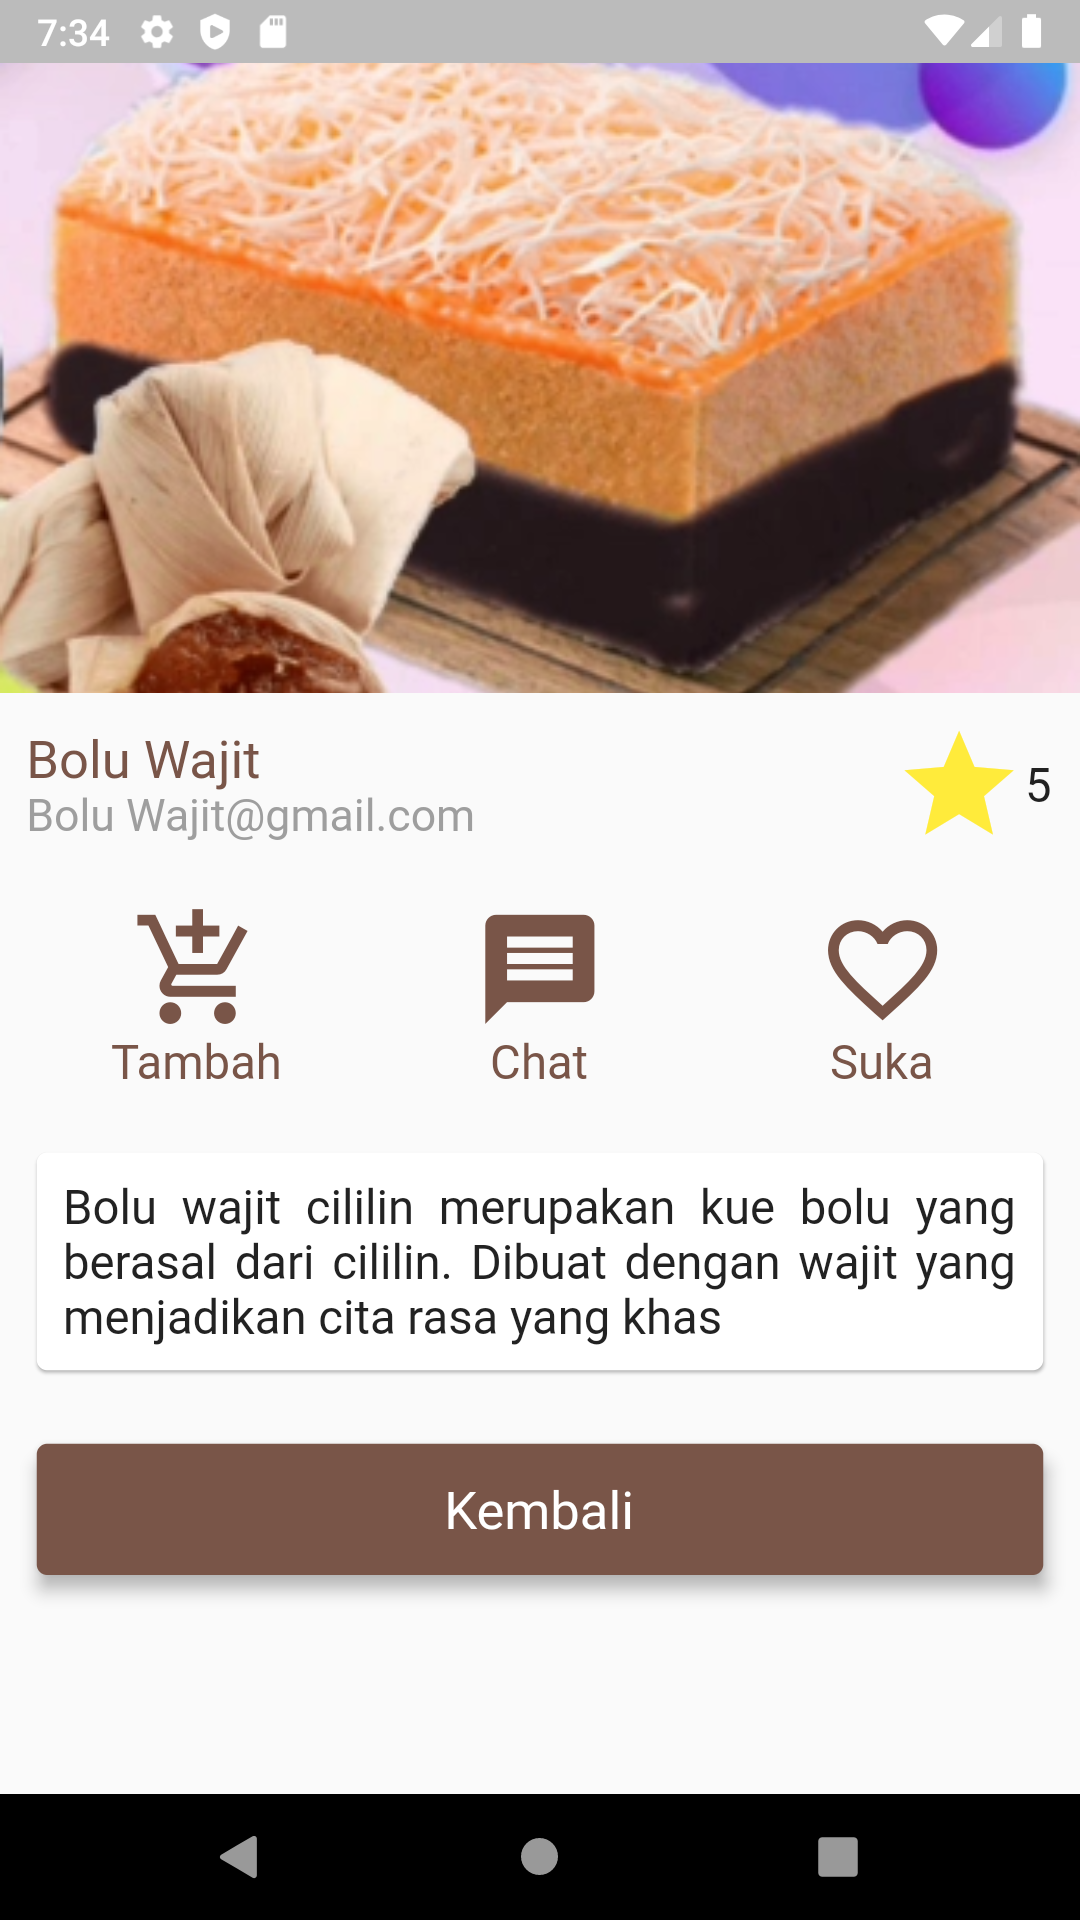 7:34
Bolu Wajit
Bolu Wajit@gmail.com
5
Tambah
Chat
Suka
Bolu wajit cililin merupakan kue bolu yang
berasal dari cililin. Dibuat dengan wajit yang
menjadikan cita rasa yang khas
Kembali